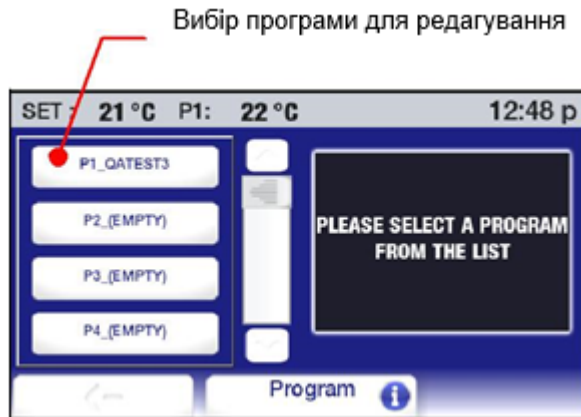 Вибір програми для редагування
SET : 21 °C P1: 22 °C 12:48 p
P1_QATEST3
P2_(EMPTY)
P3_(EMPTY)
P4_(EMPTY)
PLEASE SELECT A PROGRAM
FROM THE LIST
Program